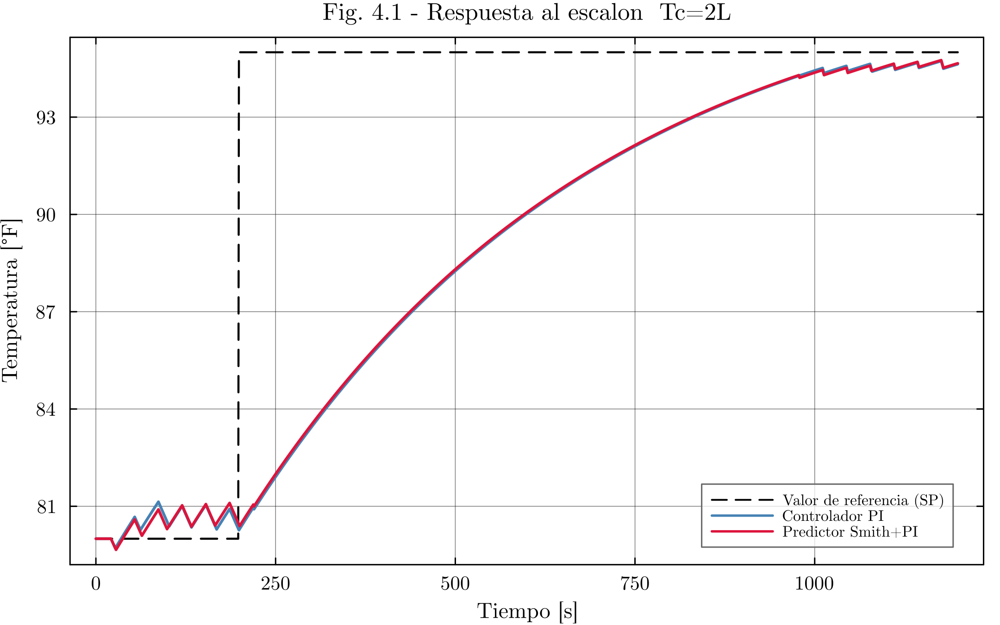 Fig. 4.1 - Respuesta al escalon Tc=2L
Temperatura [°F]
93
90
87
84
81
0 250 500 750 1000
Tiempo [s]
Valor de referencia (SP)
Controlador PI
Predictor Smith+PI